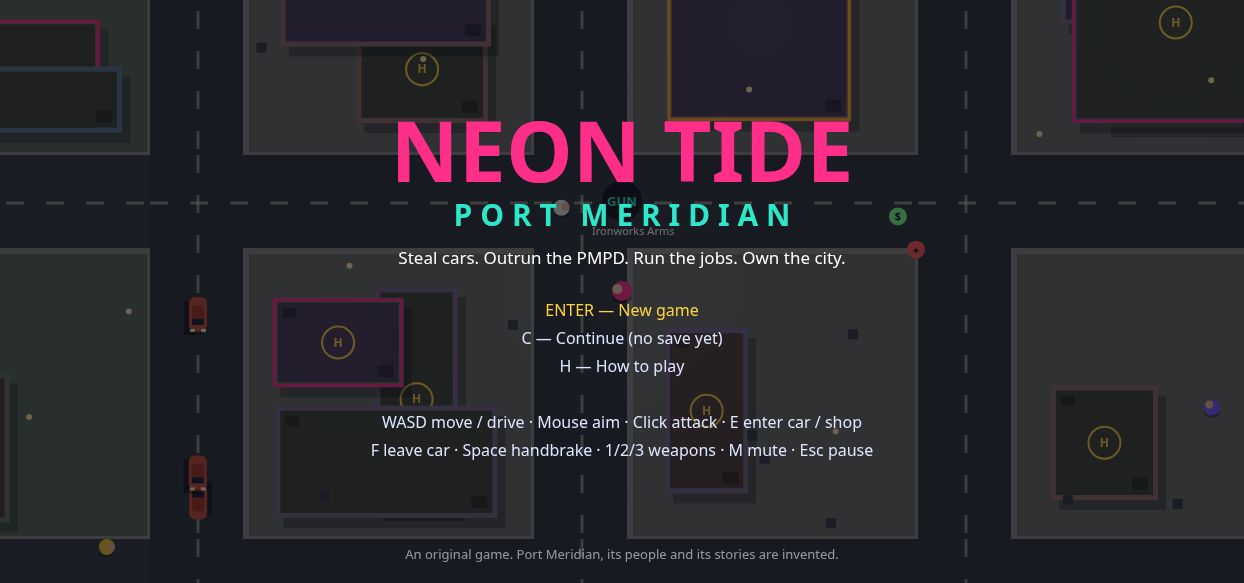 H
H
NEON TIDE
GUN
PORT MERIDIAN
$
Ironworks Arms
+
Steal cars. Outrun the PMPD. Run the jobs. Own the city.
ENTER — New game
C — Continue (no save yet)
H
H — How to play
H
H
WASD move / drive · Mouse aim · Click attack · E enter car / shop
H
F leave car · Space handbrake · 1/2/3 weapons · M mute · Esc pause
An original game. Port Meridian, its people and its stories are invented.